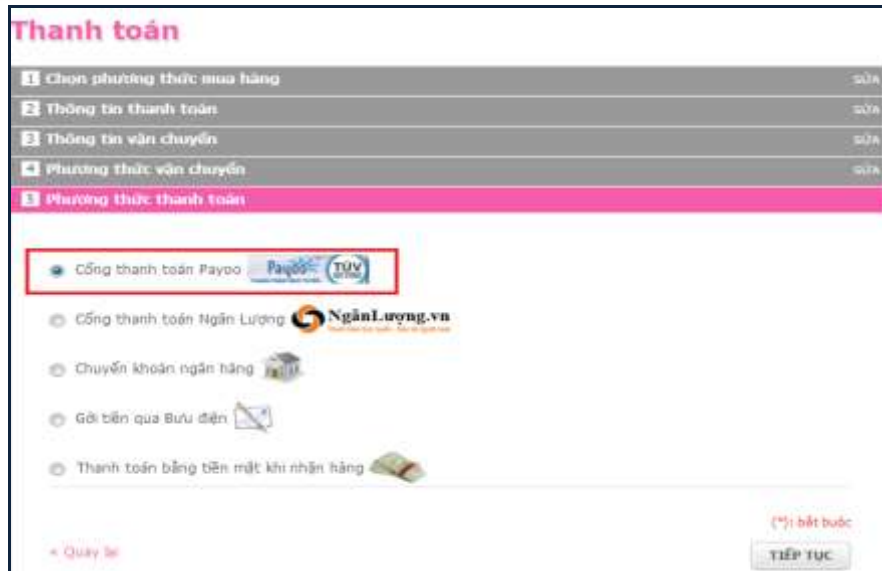 Thanh toán
1 Chọn phương thức mua hàng SỬA
2 Thông tin thanh toán SỬA
3 Thông tin vận chuyển SỬA
4 Phương thức vận chuyển SỬA
5 Phương thức thanh toán
Cổng thanh toán Payoo Payoo TÜV
Cổng thanh toán Ngân Lượng NgânLượng.vn
Chuyển khoản ngân hàng
Gởi tiền qua Bưu điện
Thanh toán bằng tiền mặt khi nhận hàng
(*): bắt buộc
« Quay lại
TIẾP TỤC